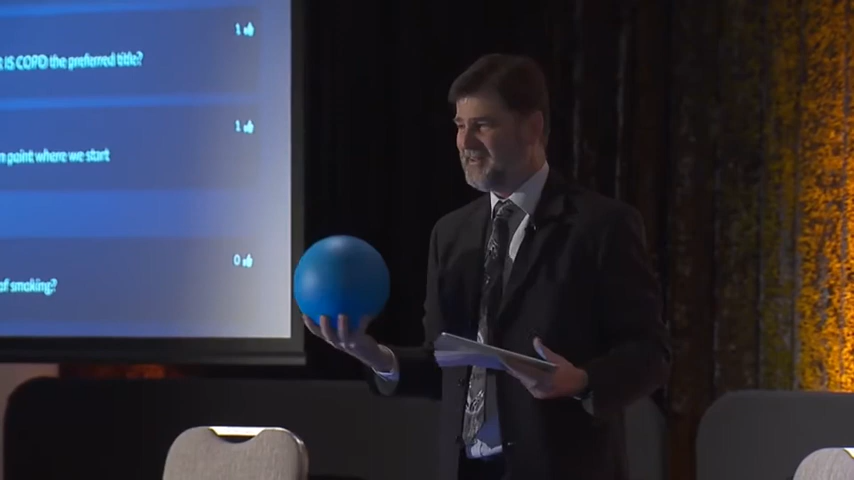 1
IS COPD the preferred title?
1
point where we start
0
of smoking?